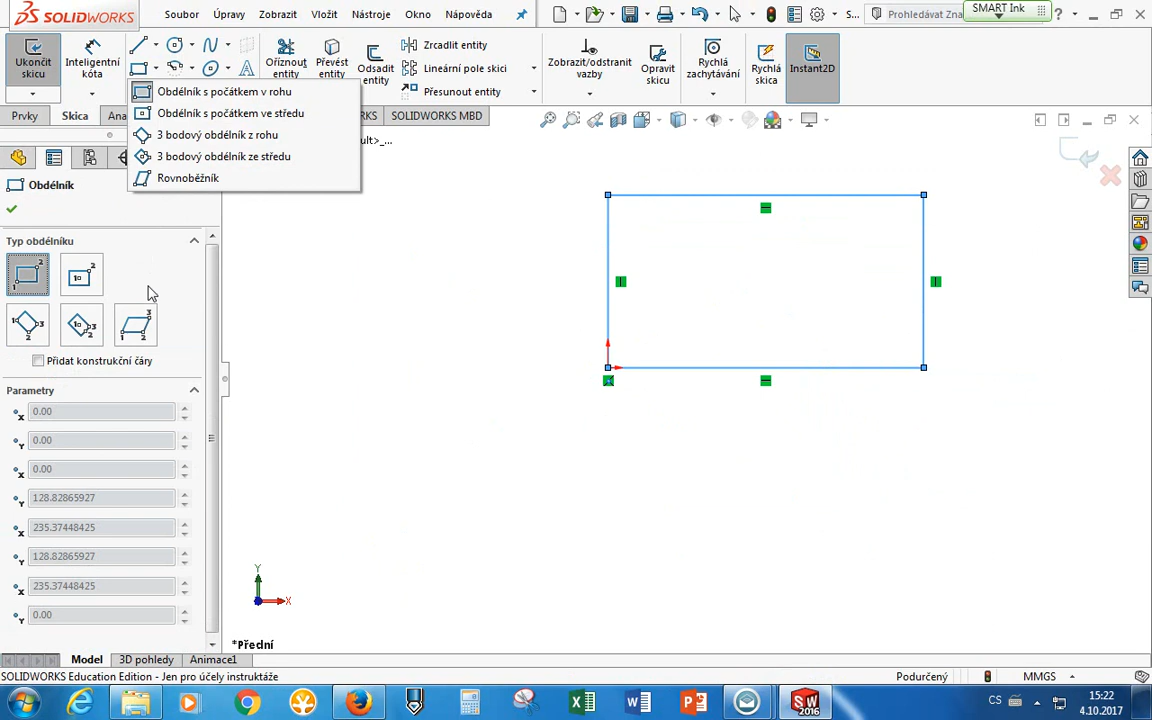 SOLIDWORKS
Soubor Úpravy Zobrazit Vložit Nástroje Okno Nápověda
S...
Prohledávat Zna
SMART Ink
?
Ukončit skicu
Inteligentní kóta
Oříznout entity
Převést entity
Odsadit entity
Zrcadlit entity
Lineární pole skici
Přesunout entity
Zobrazit/odstranit vazby
Opravit skicu
Rychlá zachytávání
Rychlá skica
Instant2D
Obdélník s počátkem v rohu
Obdélník s počátkem ve středu
3 bodový obdélník z rohu
3 bodový obdélník ze středu
Rovnoběžník
Prvky Skica Ana RKS SOLIDWORKS MBD
ult>_...
Obdélník
Typ obdélníku
Přidat konstrukční čáry
Parametry
0.00
0.00
0.00
128.82865927
235.37448425
128.82865927
235.37448425
0.00
Y
X
*Přední
Model 3D pohledy Animace1
SOLIDWORKS Education Edition - Jen pro účely instruktáže
Podurčený
MMGS
CS
15:22
4.10.2017
SW
2016